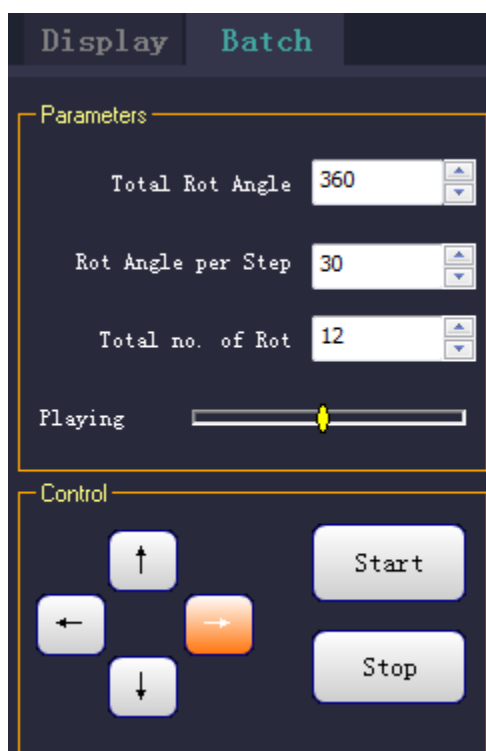 Display Batch
Parameters
Total Rot Angle 360
Rot Angle per Step 30
Total no. of Rot 12
Playing
Control
↑
Start
← →
Stop
↓